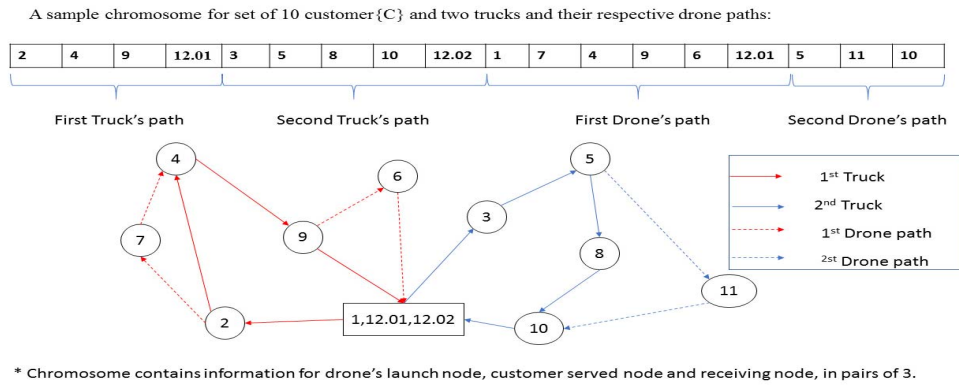 A sample chromosome for set of 10 customer{C} and two trucks and their respective drone paths:
2 4 9 12.01 3 5 8 10 12.02 1 7 4 9 6 12.01 5 11 10
First Truck's path Second Truck's path First Drone's path Second Drone's path
4
6
5
3
7
9
8
11
2
1,12.01,12.02
10
1st Truck
2nd Truck
1st Drone path
2st Drone path
* Chromosome contains information for drone's launch node, customer served node and receiving node, in pairs of 3.